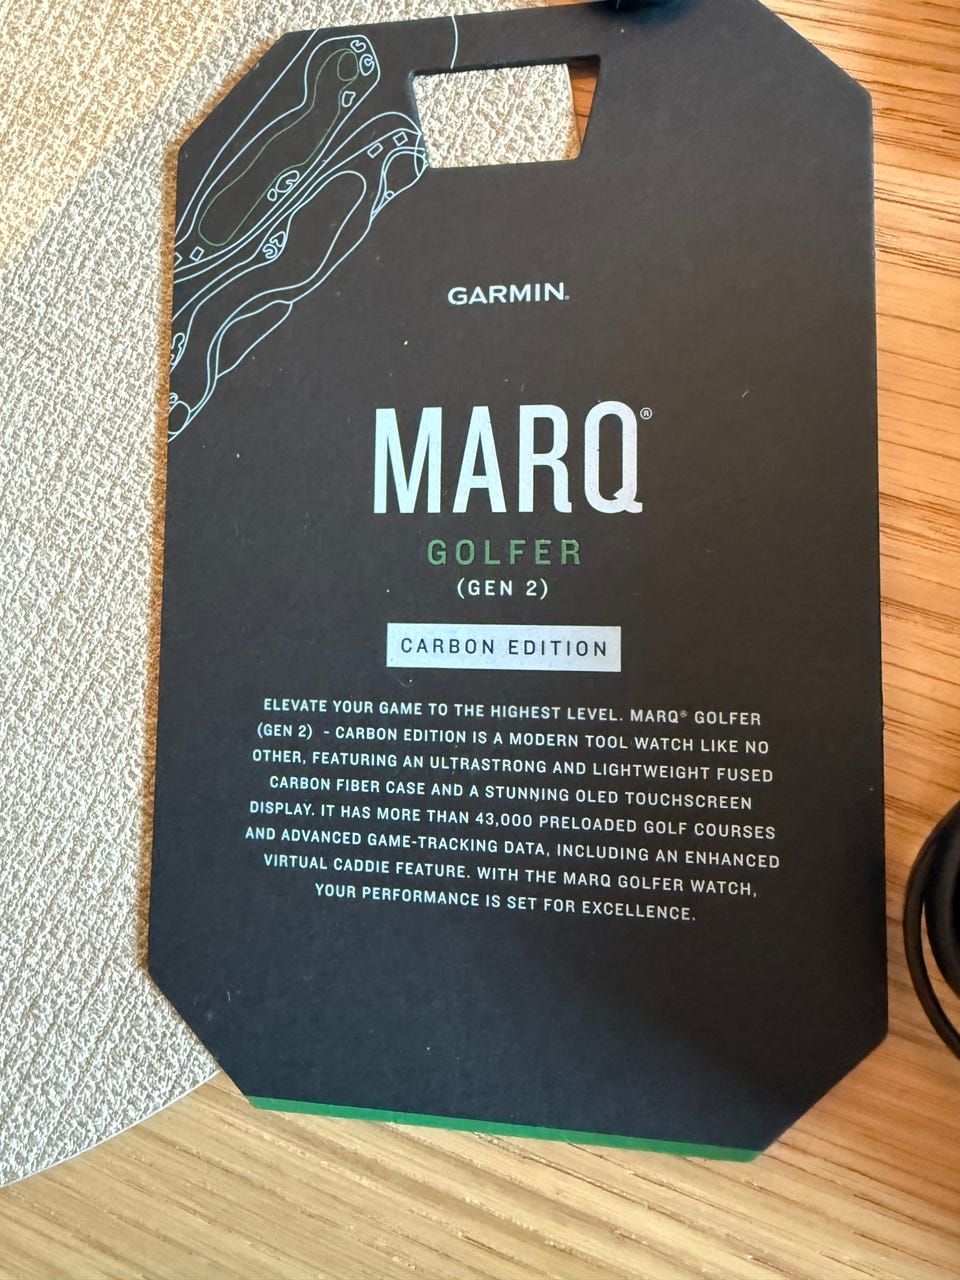 GARMIN®
MARQ®
GOLFER
(GEN 2)
CARBON EDITION
ELEVATE YOUR GAME TO THE HIGHEST LEVEL. MARQ® GOLFER
(GEN 2) - CARBON EDITION IS A MODERN TOOL WATCH LIKE NO
OTHER, FEATURING AN ULTRASTRONG AND LIGHTWEIGHT FUSED
CARBON FIBER CASE AND A STUNNING OLED TOUCHSCREEN
DISPLAY. IT HAS MORE THAN 43,000 PRELOADED GOLF COURSES
AND ADVANCED GAME-TRACKING DATA, INCLUDING AN ENHANCED
VIRTUAL CADDIE FEATURE. WITH THE MARQ GOLFER WATCH,
YOUR PERFORMANCE IS SET FOR EXCELLENCE.